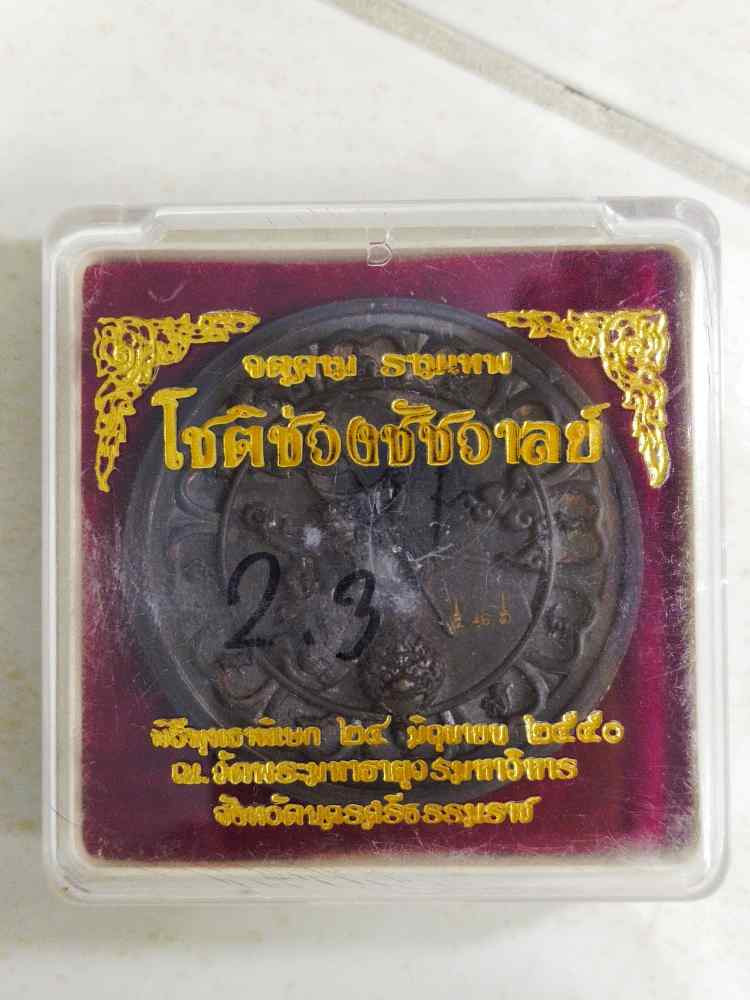 จตุคาม รามเทพ
โชติช่วงชัชวาลย์
2.3
พิธีพุทธาภิเษก ๒๔ มิถุนายน ๒๕๕๐
ณ. วัดพระมหาธาตุวรมหาวิหาร
จังหวัดนครศรีธรรมราช